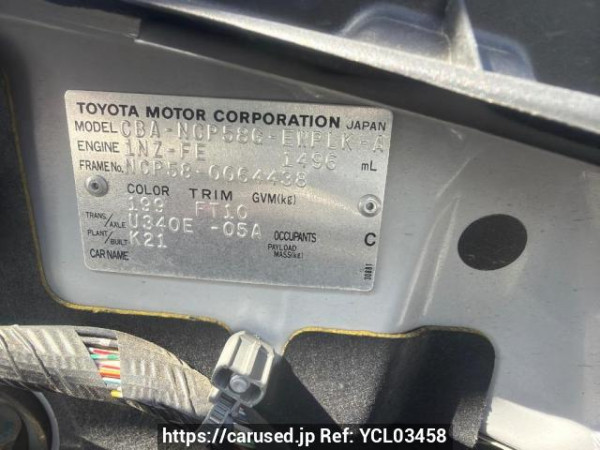 TOYOTA MOTOR CORPORATION JAPAN
MODEL CBA-NCP58G-EWPLK-A
ENGINE 1NZ-FE 1496 mL
FRAME No. NCP58-0064498
COLOR TRIM GVM(kg)
199 FT10
TRANS./AXLE U340E -05A
PLANT/BUILT K21 OCCUPANTS C
CAR NAME PAYLOAD MASS(kg)
https://carused.jp Ref: YCL03458